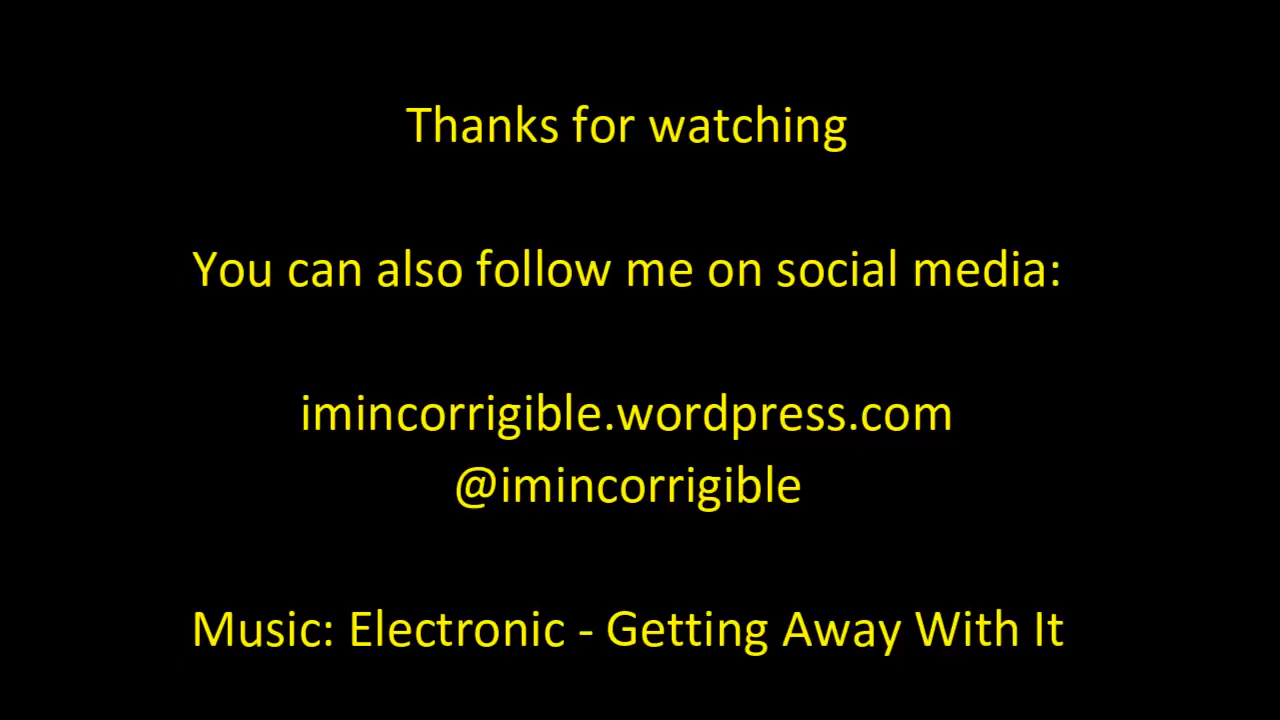 Thanks for watching
You can also follow me on social media:
imincorrigible.wordpress.com
@imincorrigible
Music: Electronic - Getting Away With It